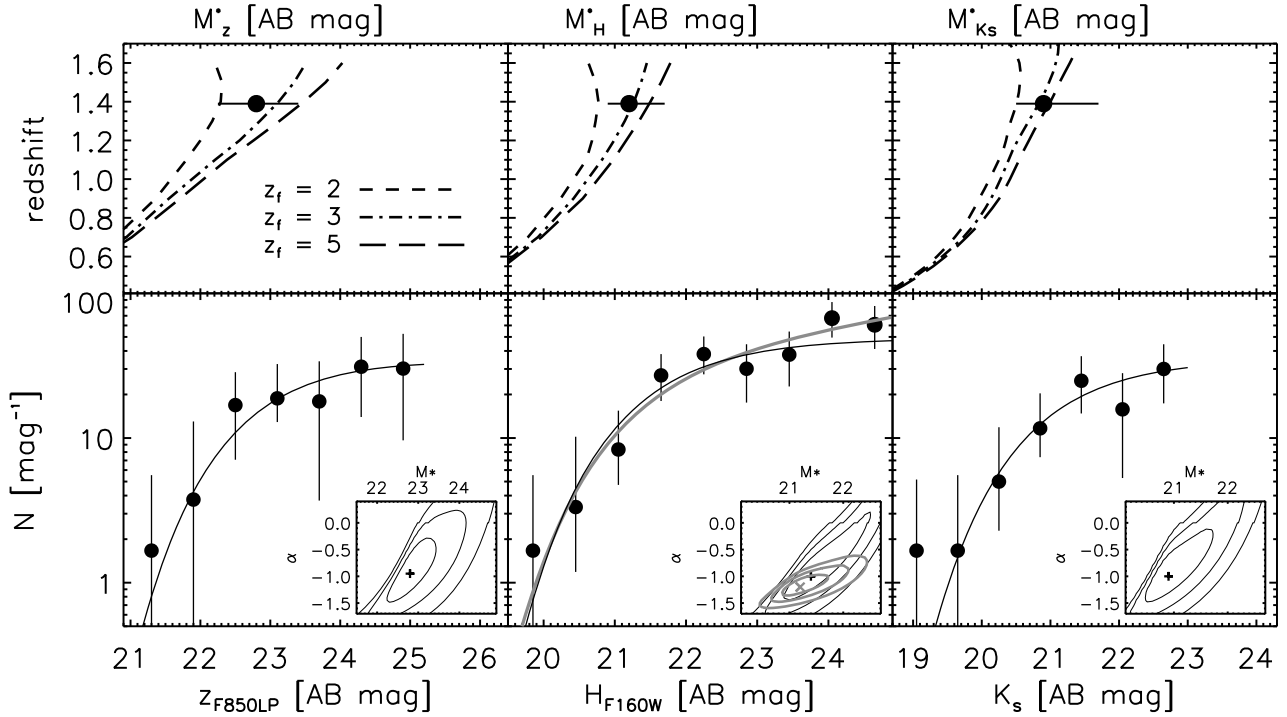 M*z [AB mag] M*H [AB mag] M*Ks [AB mag]
redshift
1.6
1.4
1.2
1.0
0.8
0.6
zf = 2
zf = 3
zf = 5
N [mag⁻¹]
100
10
1
M*
22 23 24
α
0.0
−0.5
−1.0
−1.5
M*
21 22
α
0.0
−0.5
−1.0
−1.5
M*
21 22
α
0.0
−0.5
−1.0
−1.5
21 22 23 24 25 26 20 21 22 23 24 19 20 21 22 23 24
zF850LP [AB mag] HF160W [AB mag] Ks [AB mag]